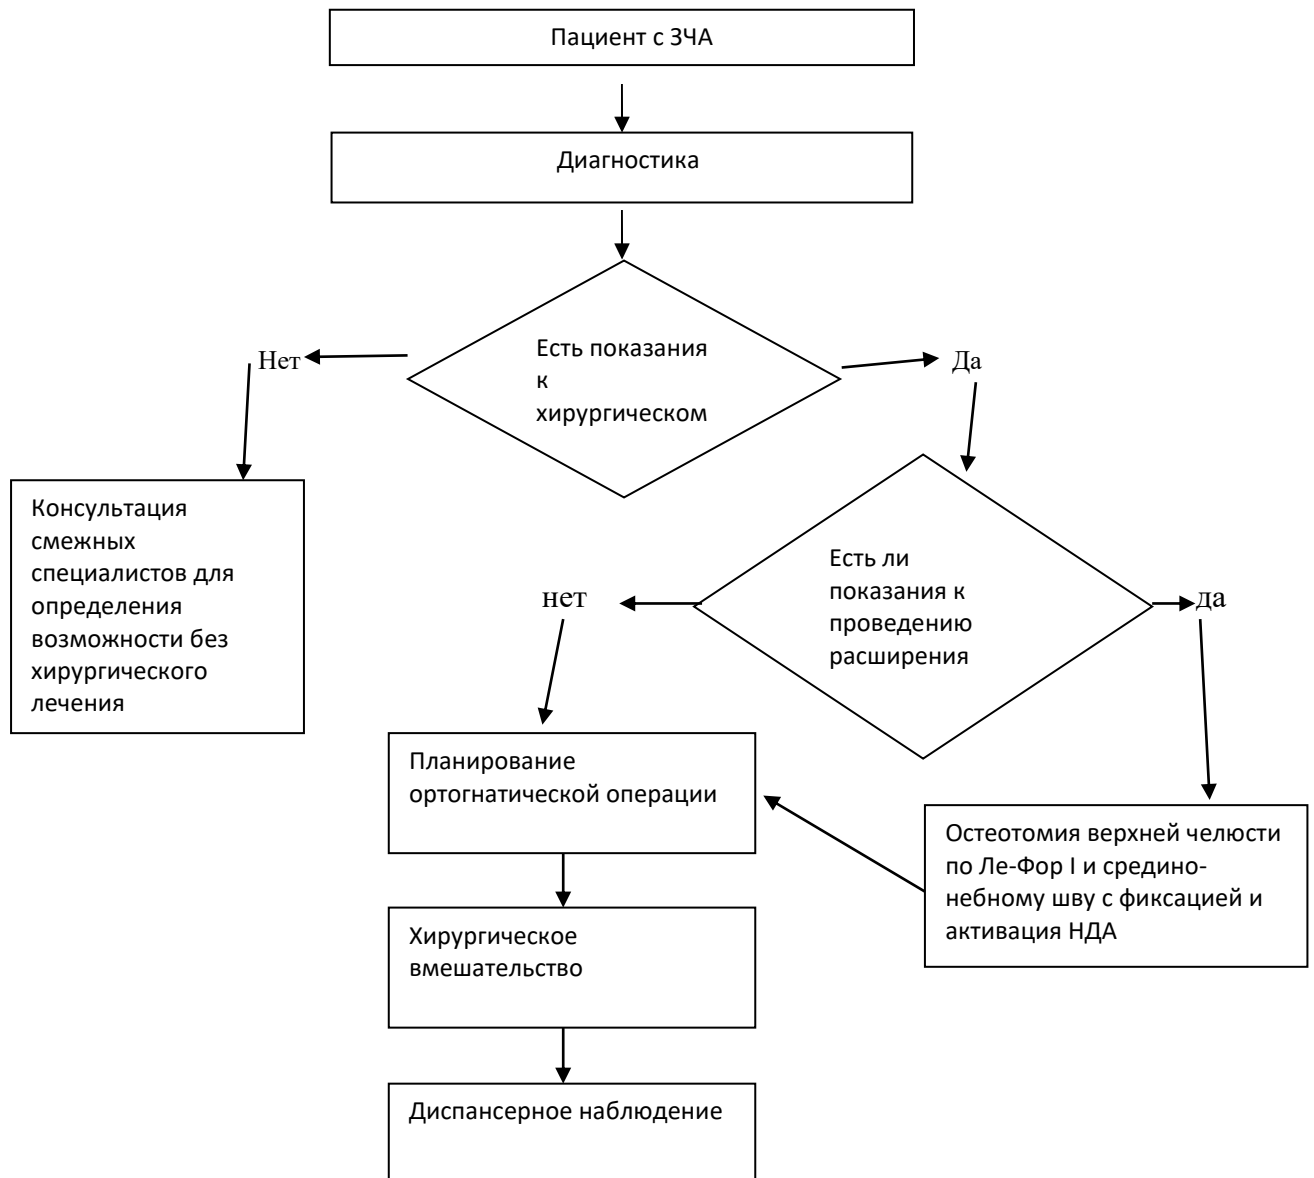 Пациент с ЗЧА
Диагностика
Есть показания
к
хирургическом
Нет
Да
Консультация
смежных
специалистов для
определения
возможности без
хирургического
лечения
Есть ли
показания к
проведению
расширения
нет
да
Планирование
ортогнатической операции
Остеотомия верхней челюсти
по Ле-Фор I и срединно-
небному шву с фиксацией и
активация НДА
Хирургическое
вмешательство
Диспансерное наблюдение